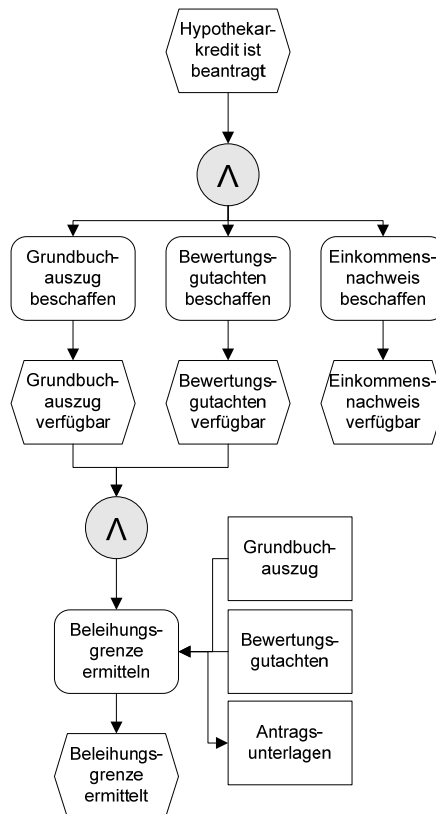 Hypothekar-
kredit ist
beantragt
Λ
Grundbuch-
auszug
beschaffen
Bewertungs-
gutachten
beschaffen
Einkommens-
nachweis
beschaffen
Grundbuch-
auszug
verfügbar
Bewertungs-
gutachten
verfügbar
Einkommens-
nachweis
verfügbar
Λ
Grundbuch-
auszug
Beleihungs-
grenze
ermitteln
Bewertungs-
gutachten
Antrags-
unterlagen
Beleihungs-
grenze
ermittelt